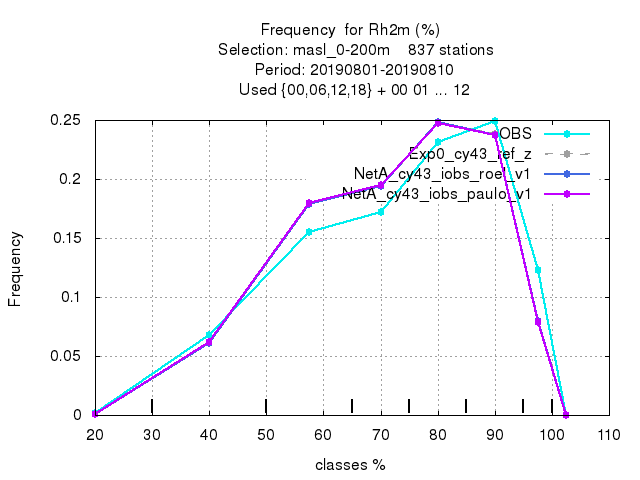 Frequency for Rh2m (%)
Selection: masl_0-200m 837 stations
Period: 20190801-20190810
Used {00,06,12,18} + 00 01 ... 12
0.25
0.2
0.15
0.1
0.05
0
Frequency
OBS
Exp0_cy43_ref_z
NetA_cy43_iobs_roel_v1
NetA_cy43_iobs_paulo_v1
20 30 40 50 60 70 80 90 100 110
classes %